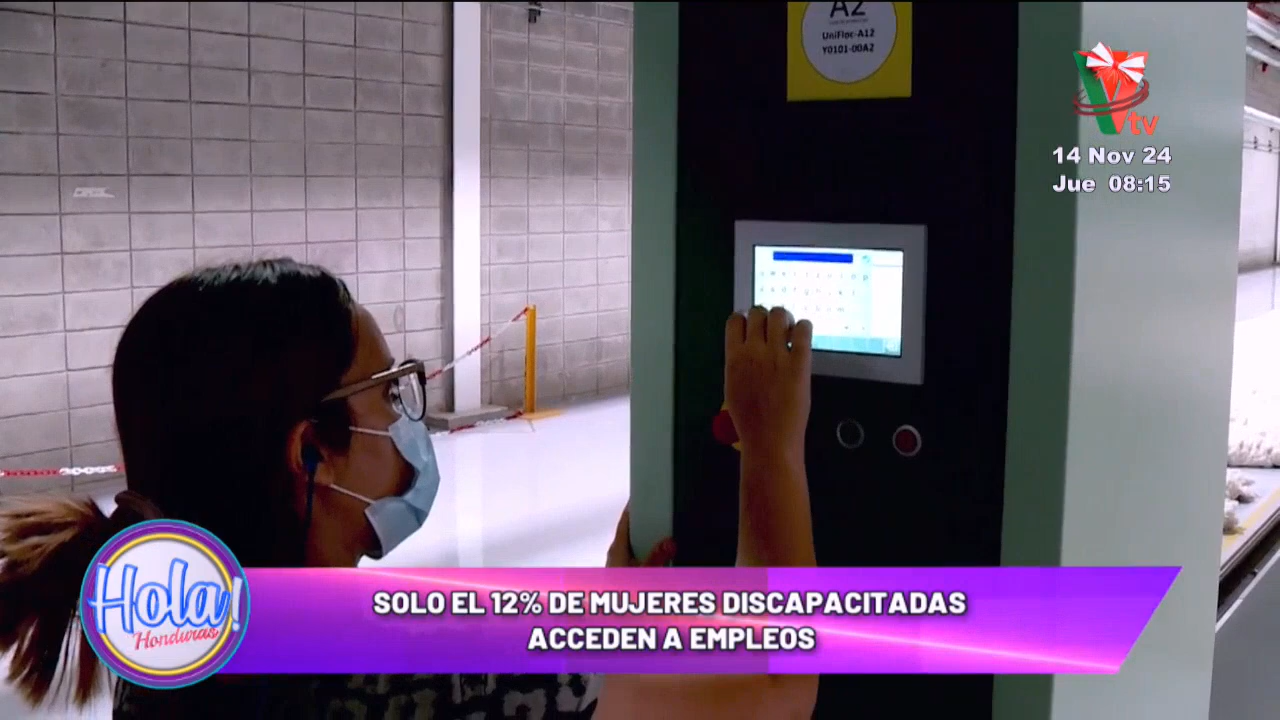 A2
UniFloc-A12
Y0101-00A2
Vtv
14 Nov 24
Jue 08:15
Hola!
Honduras
SOLO EL 12% DE MUJERES DISCAPACITADAS
ACCEDEN A EMPLEOS